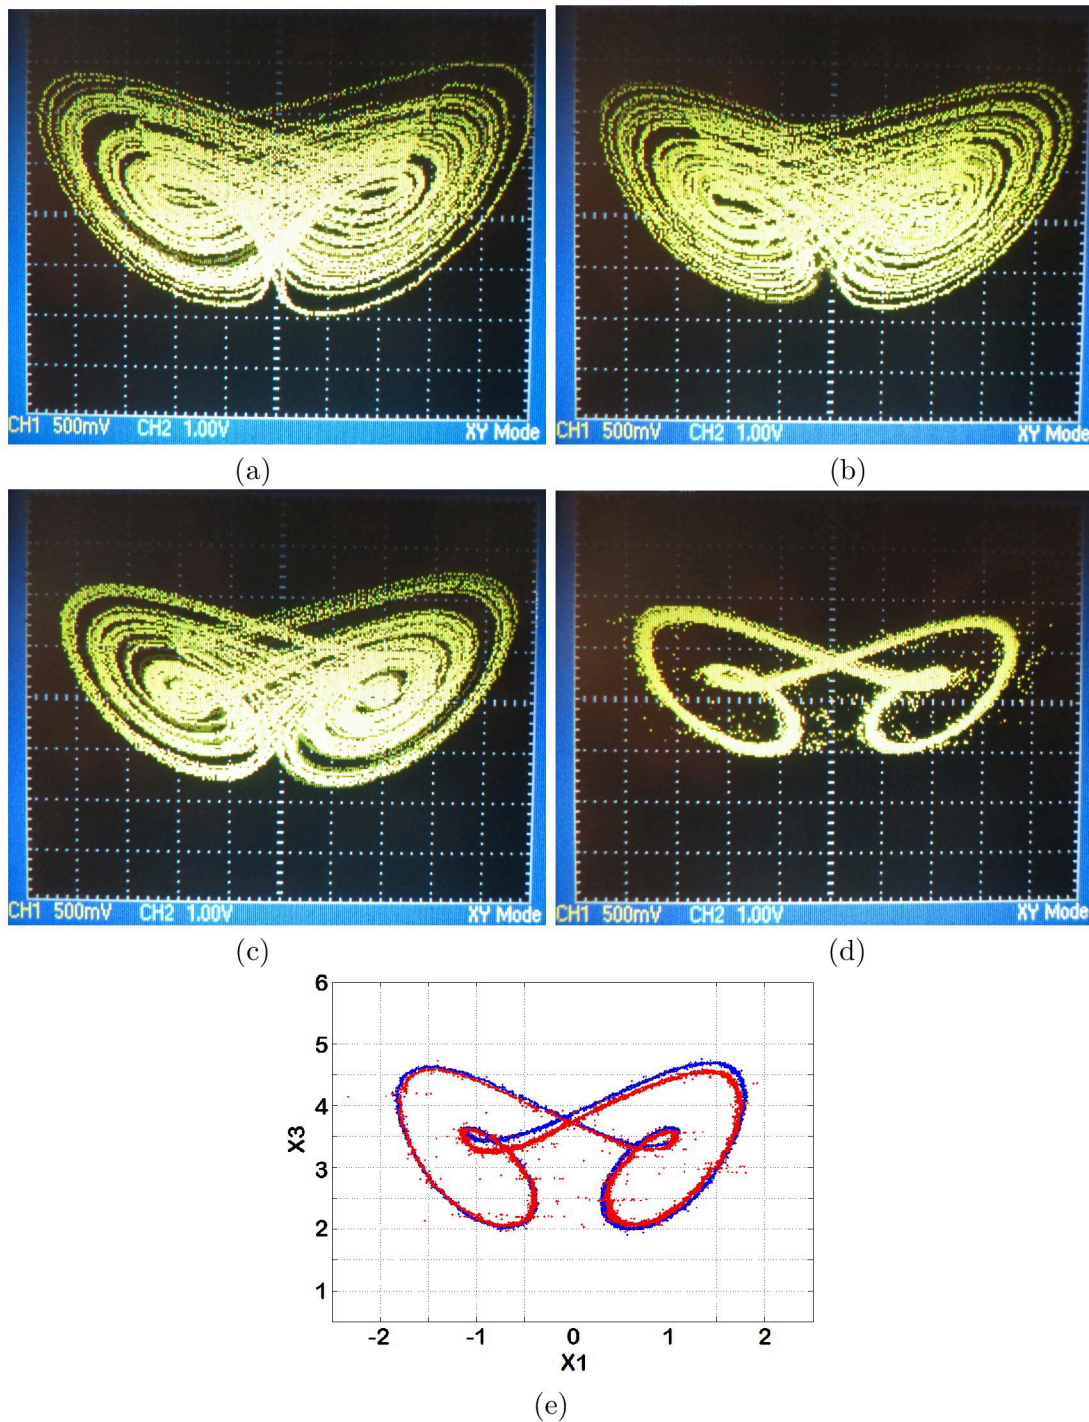 CH1 500mV CH2 1.00V XY Mode
CH1 500mV CH2 1.00V XY Mode
(a)
(b)
CH1 500mV CH2 1.00V XY Mode
CH1 500mV CH2 1.00V XY Mode
(c)
(d)
6
5
4
3
2
1
X3
-2 -1 0 1 2
X1
(e)